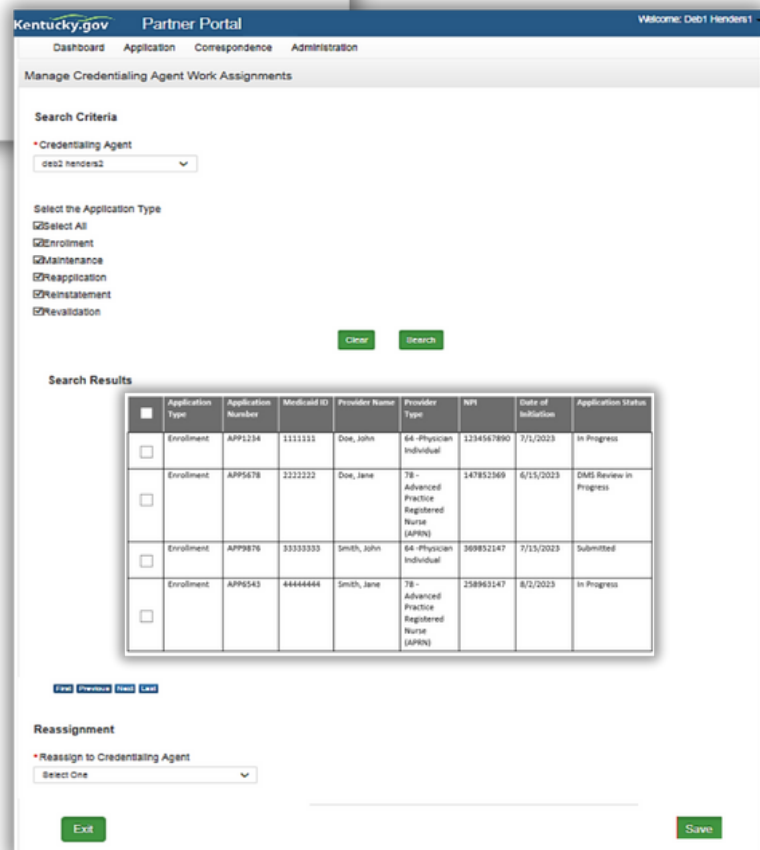 Kentucky.gov Partner Portal Welcome: Deb1 Henders1
Dashboard Application Correspondence Administration
Manage Credentialing Agent Work Assignments
Search Criteria
*Credentialing Agent
deb2 henders2
Select the Application Type
Select All
Enrollment
Maintenance
Reapplication
Reinstatement
Revalidation
Clear Search
Search Results
Application Type Application Number Medicaid ID Provider Name Provider Type NPI Date of Initiation Application Status
Enrollment APP1234 1111111 Doe, John 64 -Physician Individual 1234567890 7/1/2023 In Progress
Enrollment APP5678 2222222 Doe, Jane 78 - Advanced Practice Registered Nurse (APRN) 147852369 6/15/2023 DMS Review in Progress
Enrollment APP9876 33333333 Smith, John 64 -Physician Individual 369852147 7/15/2023 Submitted
Enrollment APP6543 44444444 Smith, Jane 78 - Advanced Practice Registered Nurse (APRN) 258963147 8/2/2023 In Progress
First Previous Next Last
Reassignment
*Reassign to Credentialing Agent
Select One
Exit Save